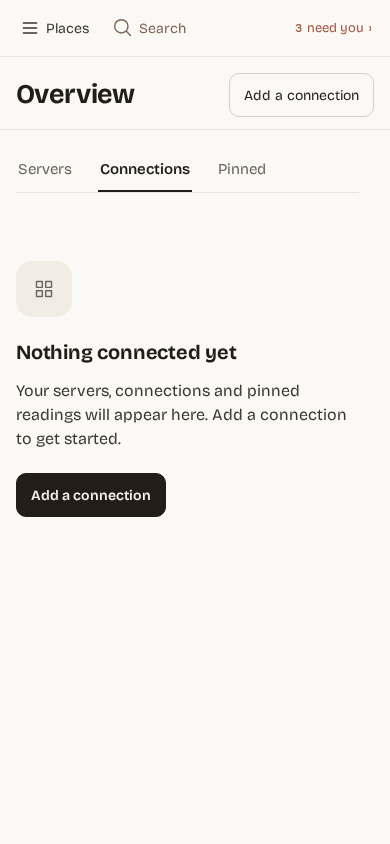 Places
Search
3 need you ›
Overview
Add a connection
Servers
Connections
Pinned
Nothing connected yet
Your servers, connections and pinned
readings will appear here. Add a connection
to get started.
Add a connection